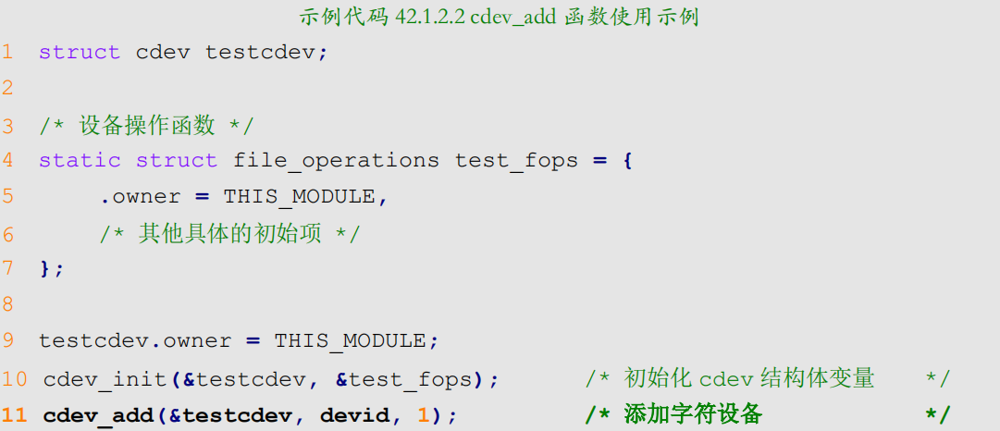 示例代码 42.1.2.2 cdev_add 函数使用示例
1 struct cdev testcdev;
2
3 /* 设备操作函数 */
4 static struct file_operations test_fops = {
5     .owner = THIS_MODULE,
6     /* 其他具体的初始项 */
7 };
8
9 testcdev.owner = THIS_MODULE;
10 cdev_init(&testcdev, &test_fops);       /* 初始化 cdev 结构体变量    */
11 cdev_add(&testcdev, devid, 1);          /* 添加字符设备              */